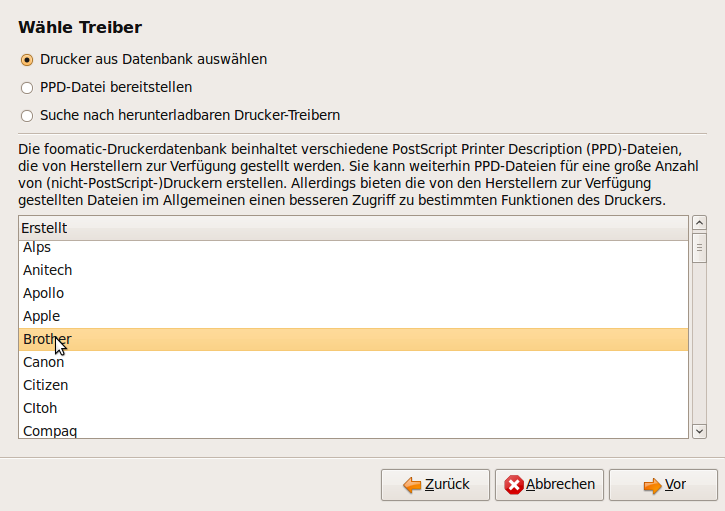 Wähle Treiber
Drucker aus Datenbank auswählen
PPD-Datei bereitstellen
Suche nach herunterladbaren Drucker-Treibern
Die foomatic-Druckerdatenbank beinhaltet verschiedene PostScript Printer Description (PPD)-Dateien,
die von Herstellern zur Verfügung gestellt werden. Sie kann weiterhin PPD-Dateien für eine große Anzahl
von (nicht-PostScript-)Druckern erstellen. Allerdings bieten die von den Herstellern zur Verfügung
gestellten Dateien im Allgemeinen einen besseren Zugriff zu bestimmten Funktionen des Druckers.
Erstellt
Alps
Anitech
Apollo
Apple
Brother
Canon
Citizen
CItoh
Compaq
Zurück Abbrechen Vor